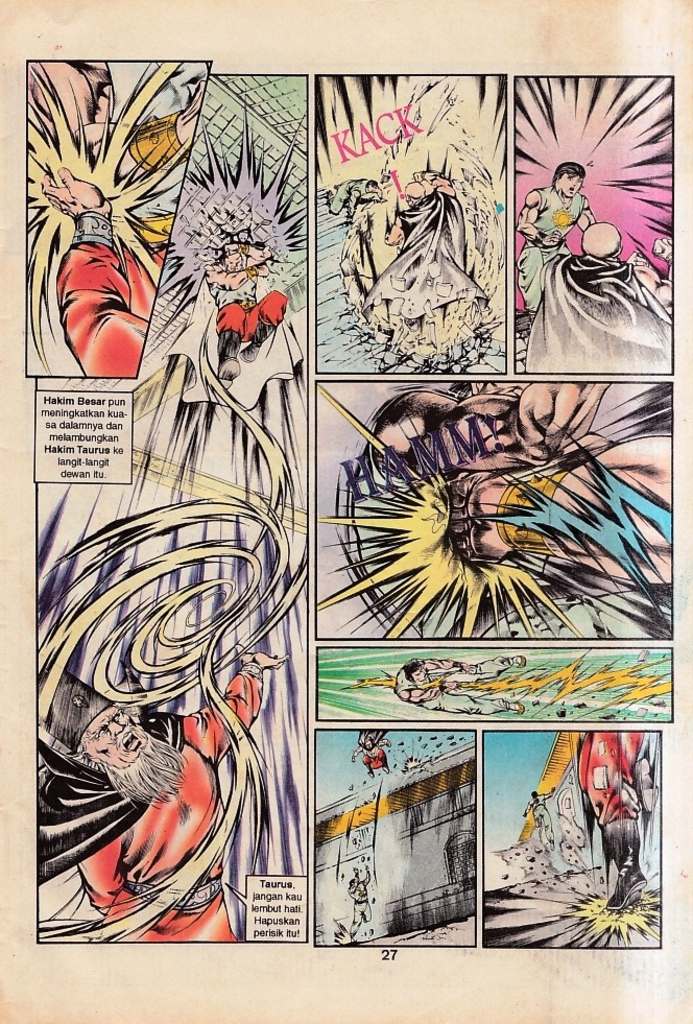 Hakim Besar pun
meningkatkan kua-
sa dalamnya dan
melambungkan
Hakim Taurus ke
langit-langit
dewan itu.
Taurus,
jangan kau
lembut hati.
Hapuskan
perisik itu!
KACK
!
HAMM!
27